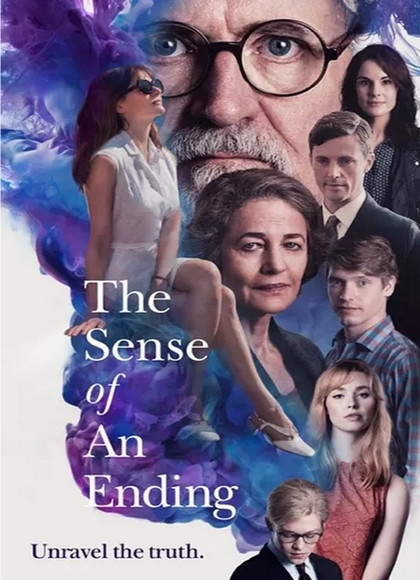 The
Sense
of
An
Ending
Unravel the truth.